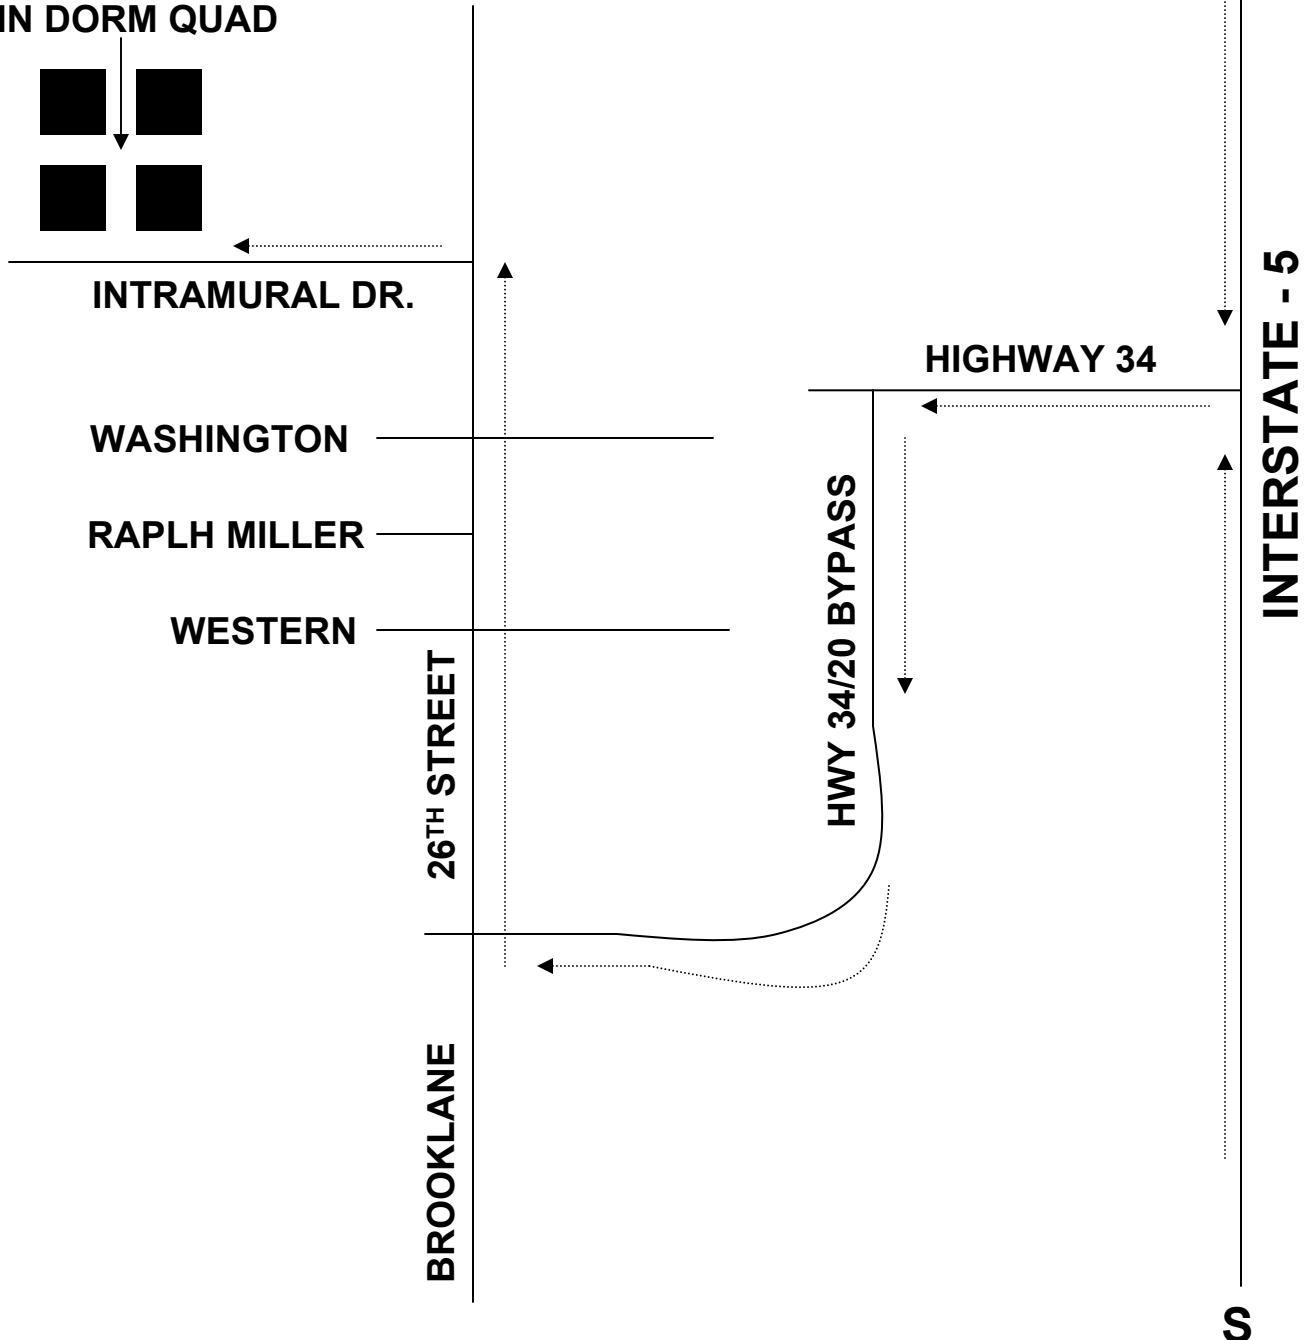 IN DORM QUAD
INTRAMURAL DR.
HIGHWAY 34
INTERSTATE - 5
WASHINGTON
RAPLH MILLER
WESTERN
HWY 34/20 BYPASS
26TH STREET
BROOKLANE
S